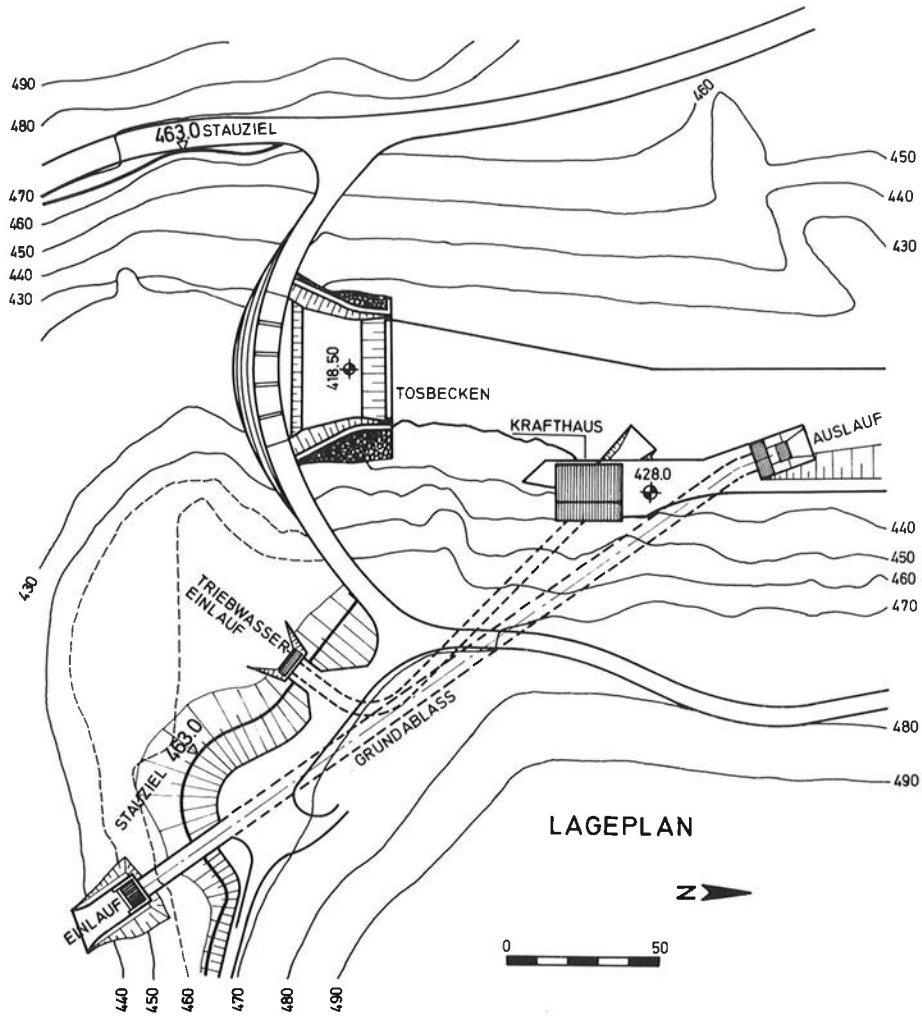 490
480
463.0 STAUZIEL
470
460
450
440
430
460
450
440
430
418.50
TOSBECKEN
KRAFTHAUS
AUSLAUF
428.0
440
450
460
470
430
TRIEBWASSER
EINLAUF
GRUNDABLASS
480
STAUZIEL 463.0
490
LAGEPLAN
EINLAUF
N
0 50
440
450
460
470
480
490